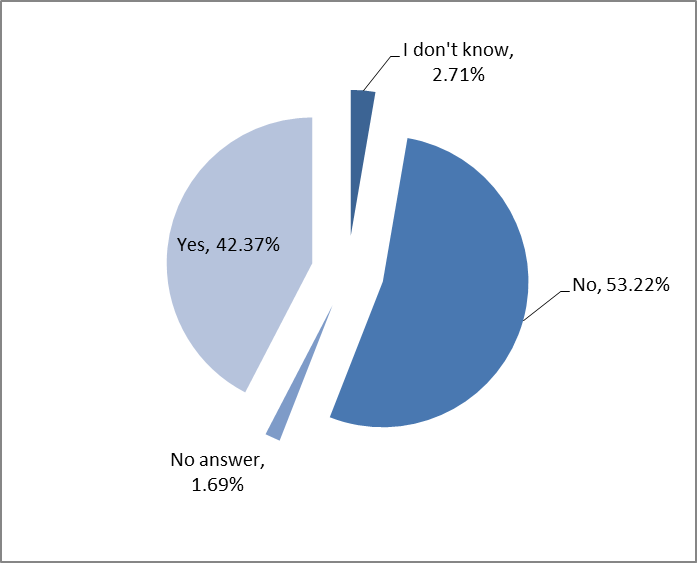 I don't know,
2.71%
Yes, 42.37%
No, 53.22%
No answer,
1.69%